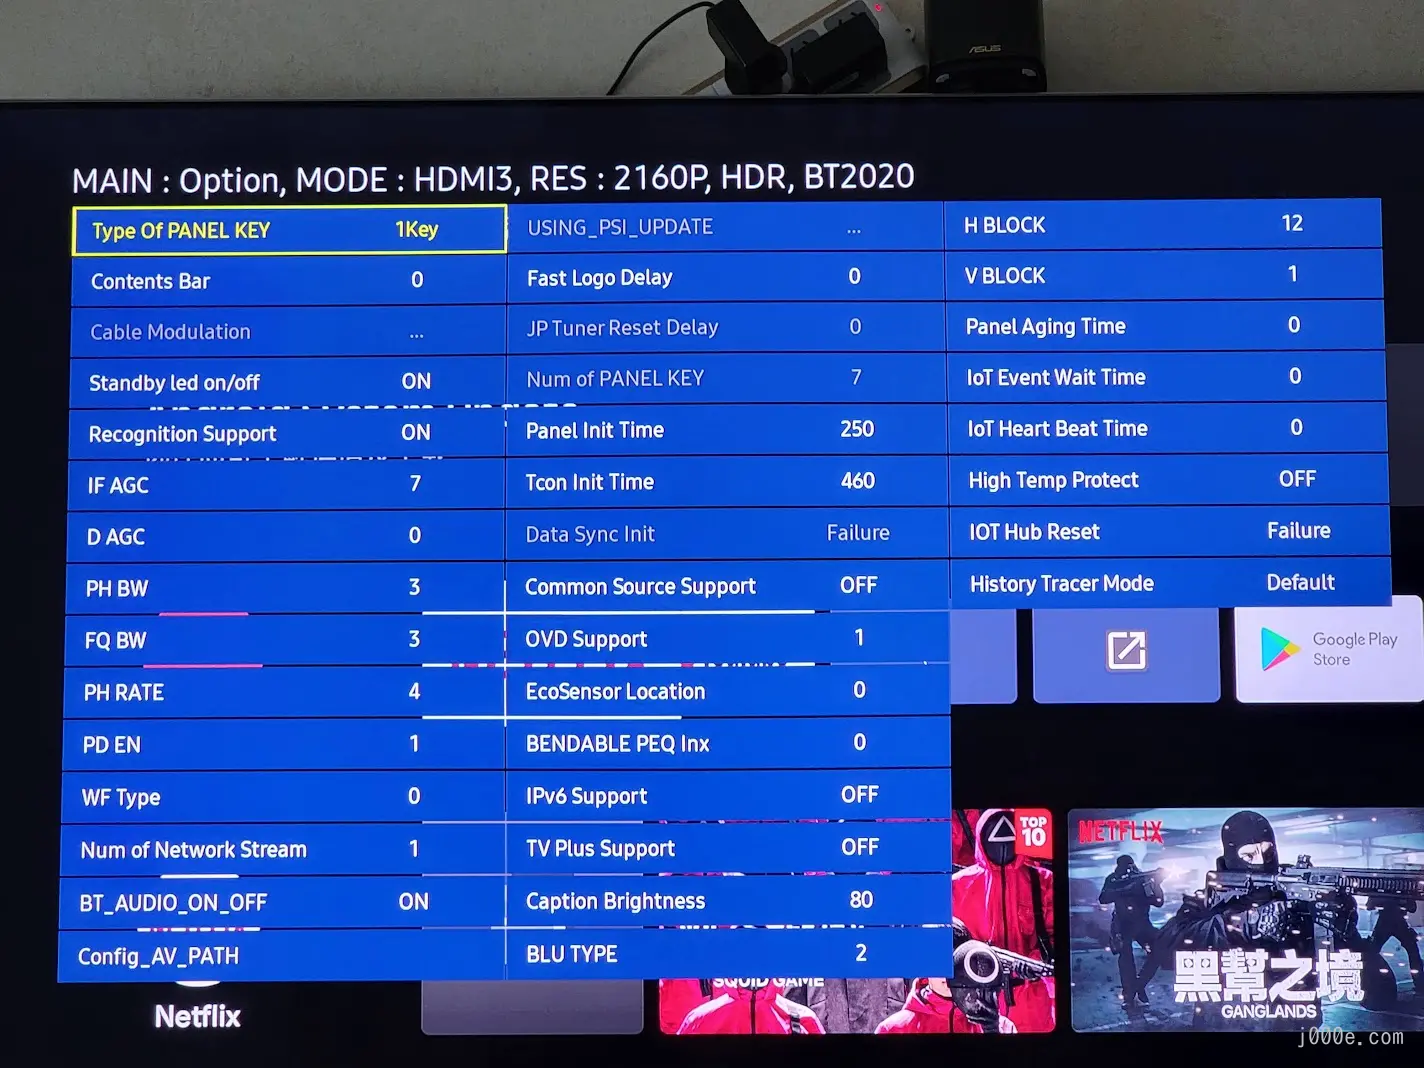 ASUS
MAIN : Option, MODE : HDMI3, RES : 2160P, HDR, BT2020
Type Of PANEL KEY 1Key
Contents Bar 0
Cable Modulation ...
Standby led on/off ON
Recognition Support ON
IF AGC 7
D AGC 0
PH BW 3
FQ BW 3
PH RATE 4
PD EN 1
WF Type 0
Num of Network Stream 1
BT_AUDIO_ON_OFF ON
Config_AV_PATH
USING_PSI_UPDATE ...
Fast Logo Delay 0
JP Tuner Reset Delay 0
Num of PANEL KEY 7
Panel Init Time 250
Tcon Init Time 460
Data Sync Init Failure
Common Source Support OFF
OVD Support 1
EcoSensor Location 0
BENDABLE PEQ Inx 0
IPv6 Support OFF
TV Plus Support OFF
Caption Brightness 80
BLU TYPE 2
H BLOCK 12
V BLOCK 1
Panel Aging Time 0
IoT Event Wait Time 0
IoT Heart Beat Time 0
High Temp Protect OFF
IOT Hub Reset Failure
History Tracer Mode Default
Google Play
Store
TOP
10
NETFLIX
SQUID GAME
黑幫之境
GANGLANDS
Netflix
j000e.com